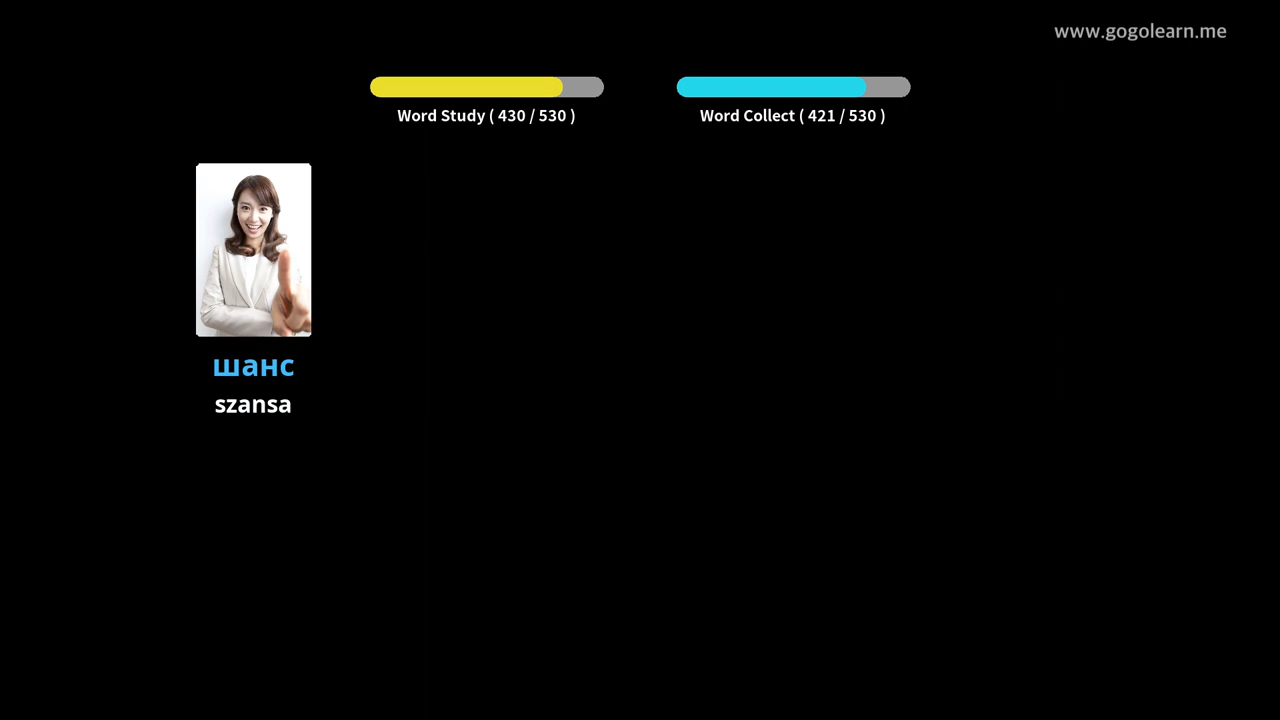 www.gogolearn.me
Word Study ( 430 / 530 )
Word Collect ( 421 / 530 )
шанс
szansa